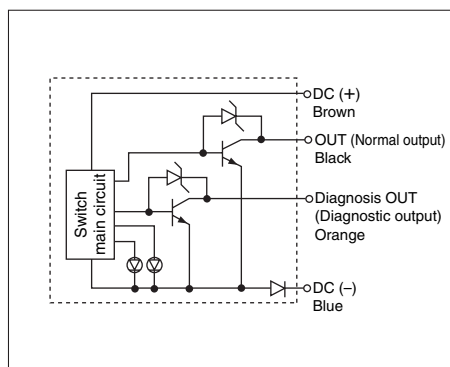 DC (+)
Brown
OUT (Normal output)
Black
Diagnosis OUT
(Diagnostic output)
Orange
Switch
main circuit
DC (–)
Blue